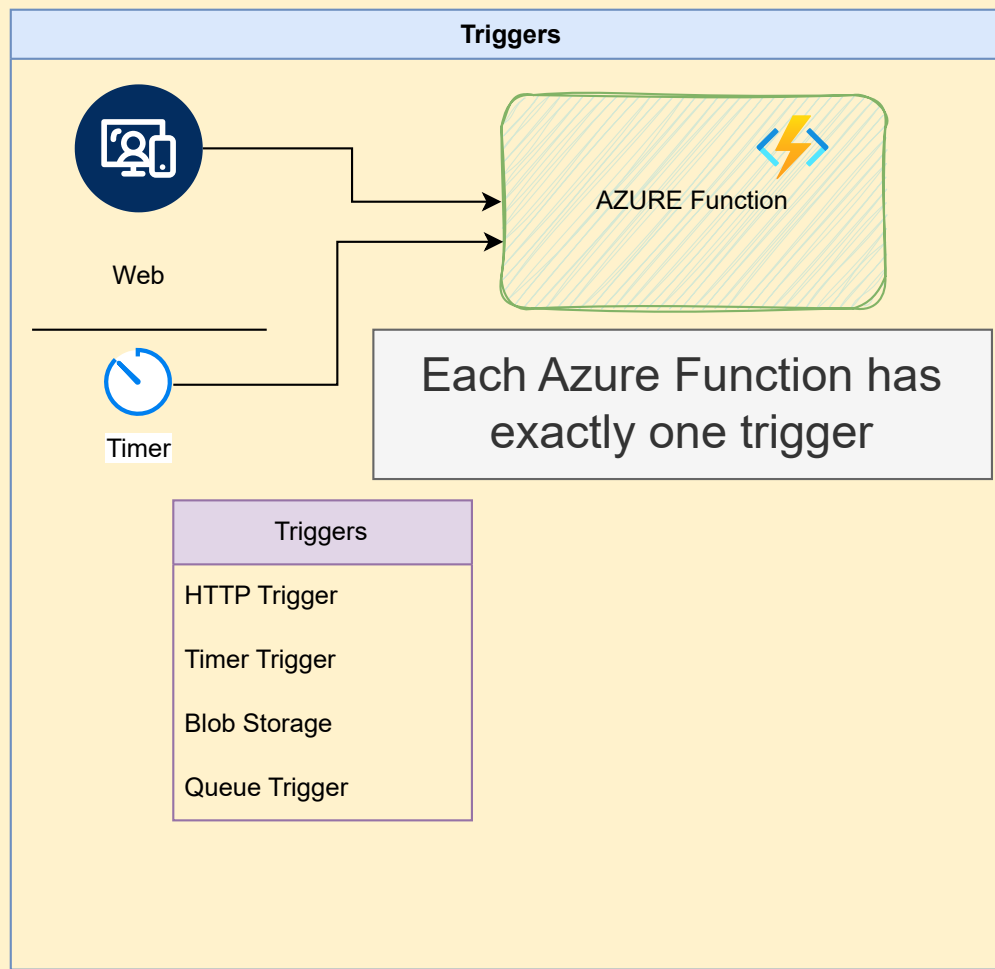 Triggers
AZURE Function
Web
Each Azure Function has
exactly one trigger
Timer
Triggers
HTTP Trigger
Timer Trigger
Blob Storage
Queue Trigger